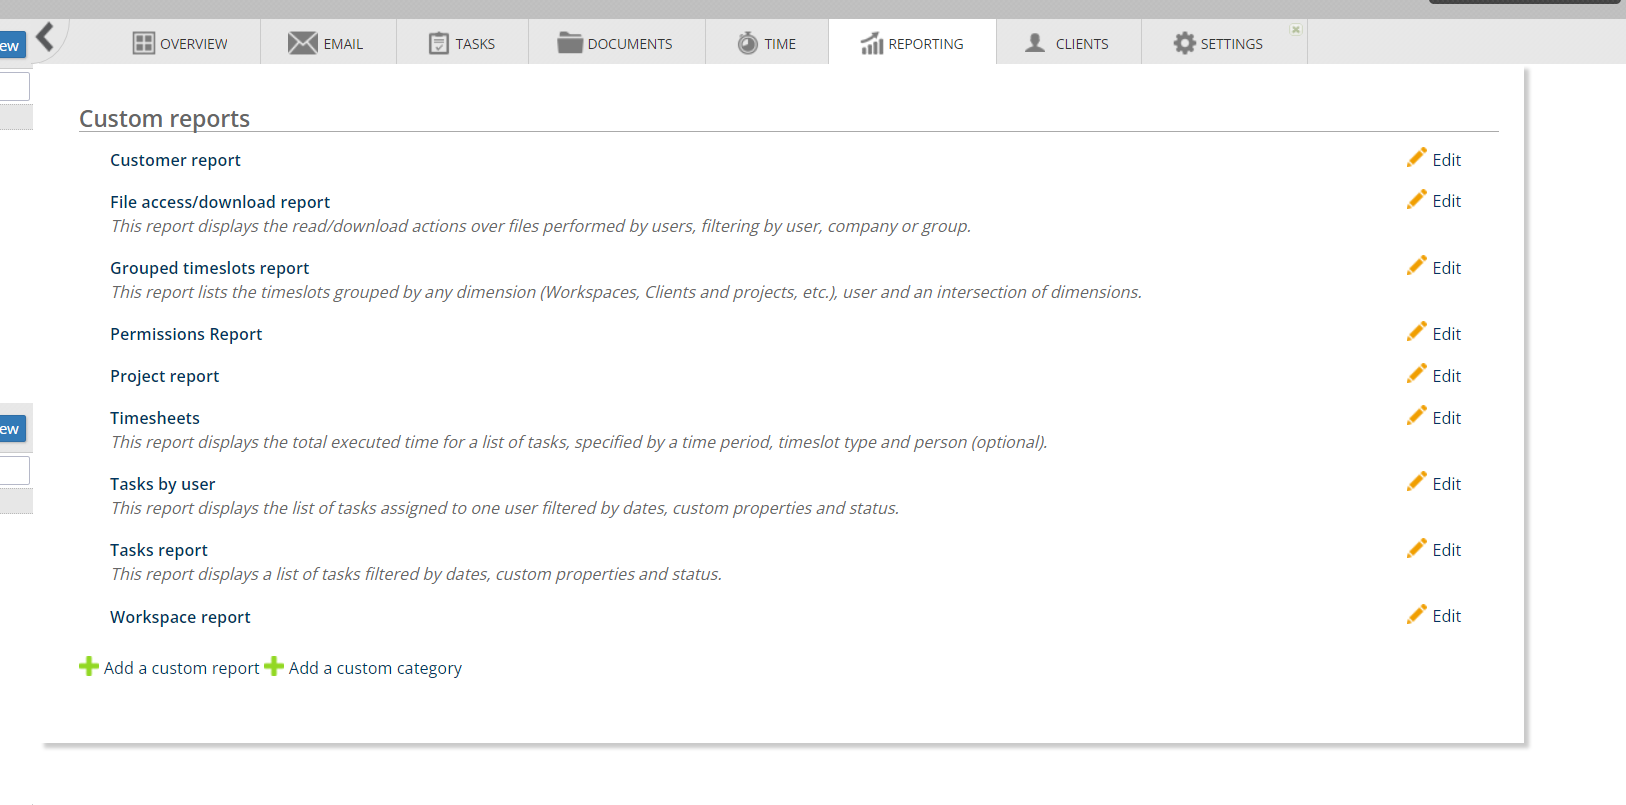 OVERVIEW EMAIL TASKS DOCUMENTS TIME REPORTING CLIENTS SETTINGS
ew
Custom reports
Customer report Edit
File access/download report Edit
This report displays the read/download actions over files performed by users, filtering by user, company or group.
Grouped timeslots report Edit
This report lists the timeslots grouped by any dimension (Workspaces, Clients and projects, etc.), user and an intersection of dimensions.
Permissions Report Edit
Project report Edit
Timesheets Edit
This report displays the total executed time for a list of tasks, specified by a time period, timeslot type and person (optional).
ew
Tasks by user Edit
This report displays the list of tasks assigned to one user filtered by dates, custom properties and status.
Tasks report Edit
This report displays a list of tasks filtered by dates, custom properties and status.
Workspace report Edit
Add a custom report Add a custom category